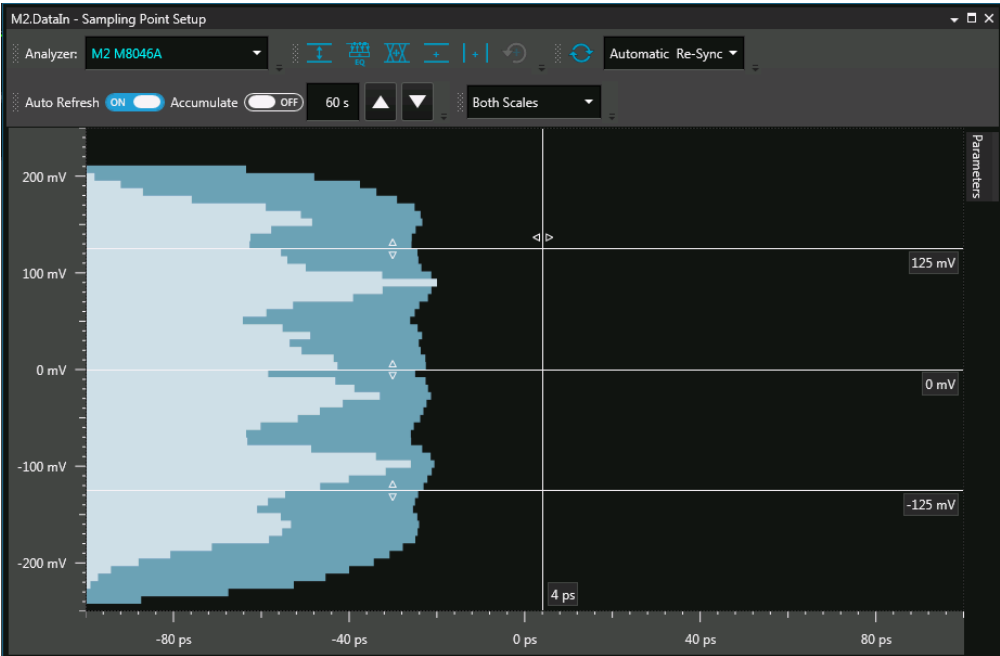 M2.DataIn - Sampling Point Setup
Analyzer: M2 M8046A EQ Automatic Re-Sync
Auto Refresh ON Accumulate OFF 60 s Both Scales
Parameters
200 mV
125 mV
100 mV
0 mV
0 mV
-100 mV
-125 mV
-200 mV
4 ps
-80 ps -40 ps 0 ps 40 ps 80 ps